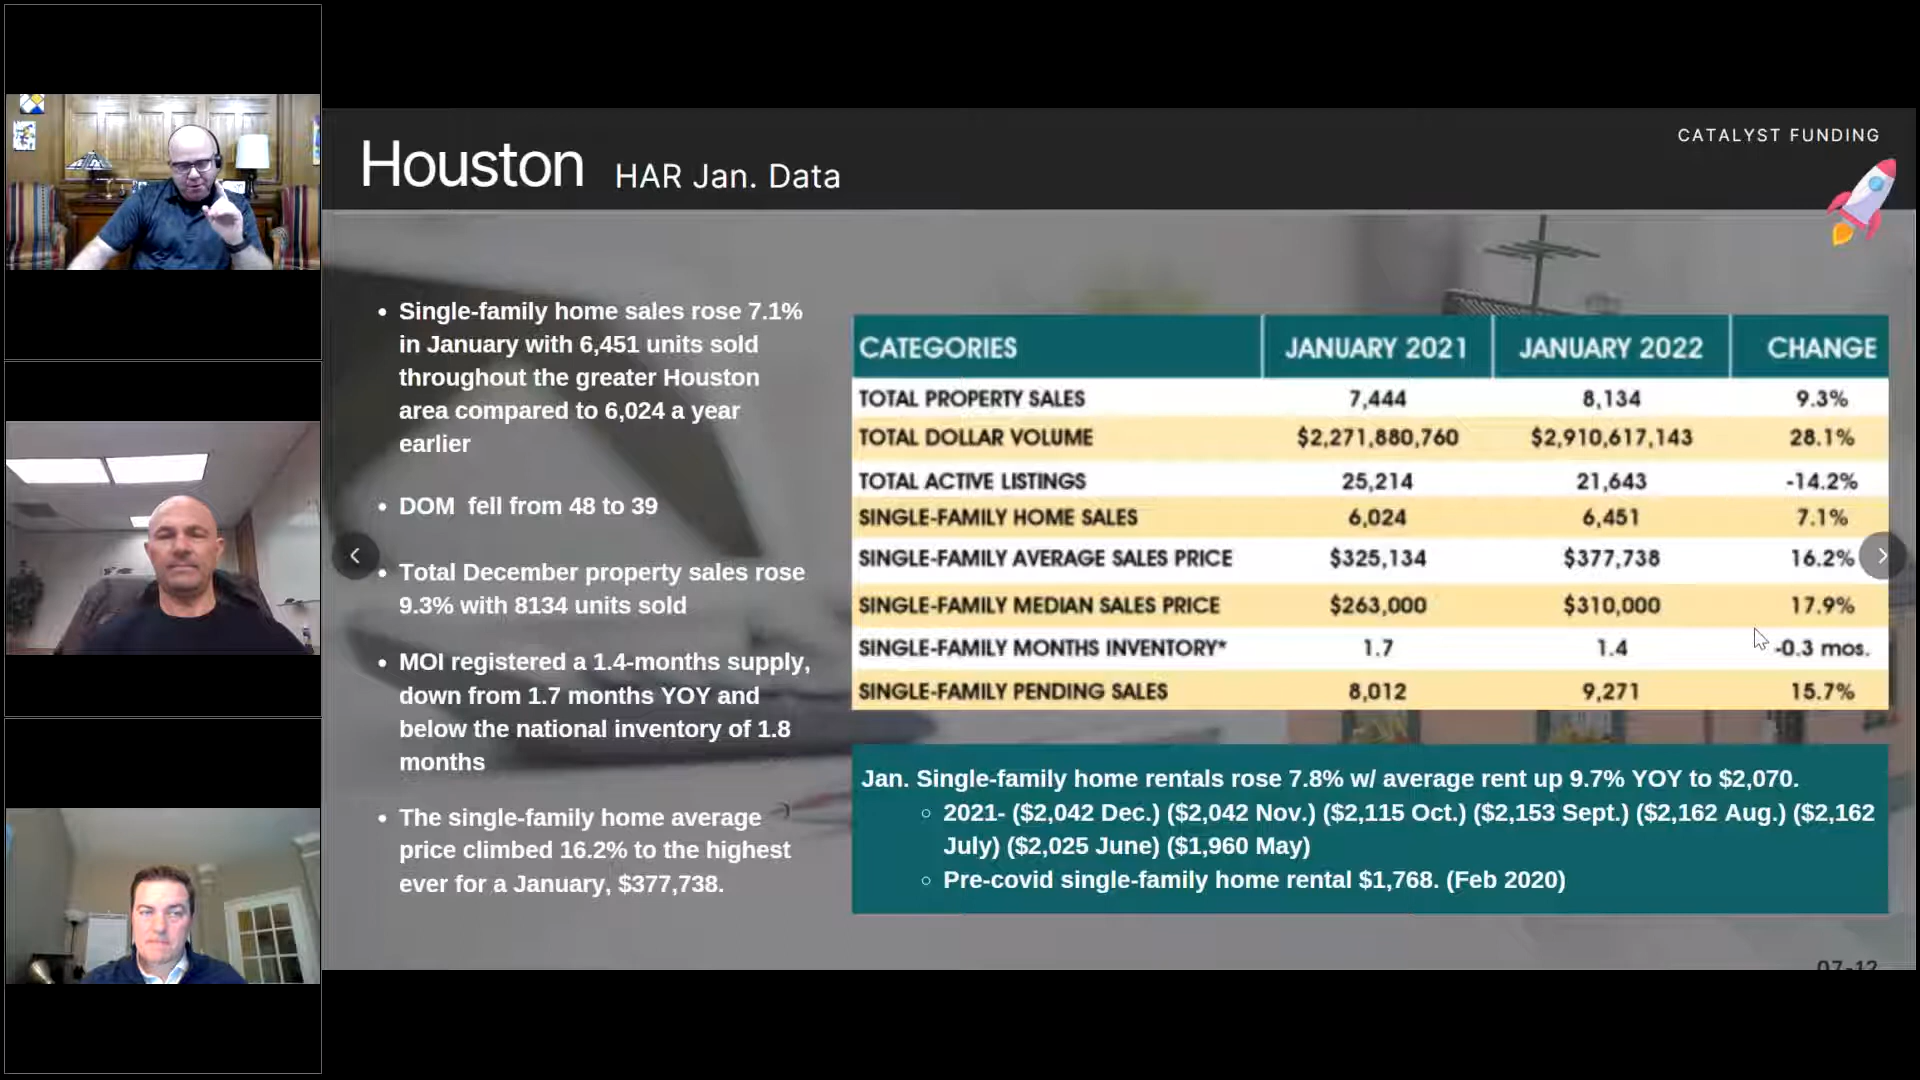 Houston HAR Jan. Data
CATALYST FUNDING
• Single-family home sales rose 7.1%
in January with 6,451 units sold
throughout the greater Houston
area compared to 6,024 a year
earlier
• DOM fell from 48 to 39
• Total December property sales rose
9.3% with 8134 units sold
• MOI registered a 1.4-months supply,
down from 1.7 months YOY and
below the national inventory of 1.8
months
• The single-family home average
price climbed 16.2% to the highest
ever for a January, $377,738.
CATEGORIES JANUARY 2021 JANUARY 2022 CHANGE
TOTAL PROPERTY SALES 7,444 8,134 9.3%
TOTAL DOLLAR VOLUME $2,271,880,760 $2,910,617,143 28.1%
TOTAL ACTIVE LISTINGS 25,214 21,643 -14.2%
SINGLE-FAMILY HOME SALES 6,024 6,451 7.1%
SINGLE-FAMILY AVERAGE SALES PRICE $325,134 $377,738 16.2%
SINGLE-FAMILY MEDIAN SALES PRICE $263,000 $310,000 17.9%
SINGLE-FAMILY MONTHS INVENTORY* 1.7 1.4 -0.3 mos.
SINGLE-FAMILY PENDING SALES 8,012 9,271 15.7%
Jan. Single-family home rentals rose 7.8% w/ average rent up 9.7% YOY to $2,070.
○ 2021- ($2,042 Dec.) ($2,042 Nov.) ($2,115 Oct.) ($2,153 Sept.) ($2,162 Aug.) ($2,162
July) ($2,025 June) ($1,960 May)
○ Pre-covid single-family home rental $1,768. (Feb 2020)
07-12